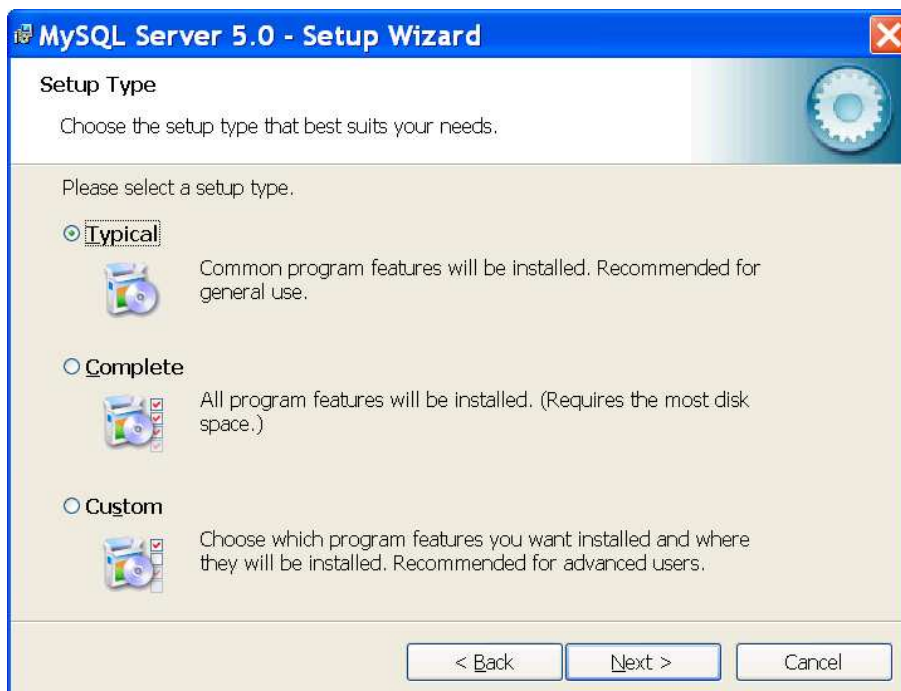 MySQL Server 5.0 - Setup Wizard
Setup Type
Choose the setup type that best suits your needs.
Please select a setup type.
Typical
Common program features will be installed. Recommended for
general use.
Complete
All program features will be installed. (Requires the most disk
space.)
Custom
Choose which program features you want installed and where
they will be installed. Recommended for advanced users.
< Back
Next >
Cancel